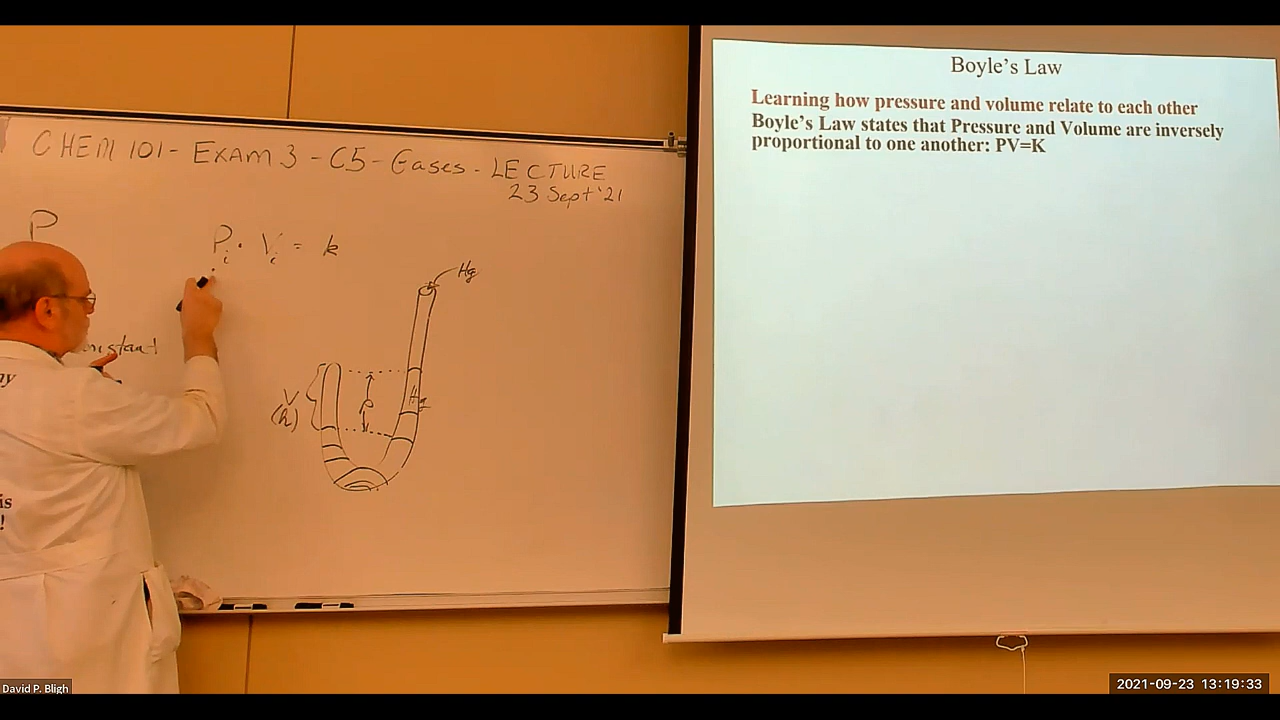 CHEM 101 - Exam 3 - C5 - Gases - LECTURE
23 Sept '21
P
Pi · Vi = k
Hg
Hg
V
(h)
P
Boyle's Law
Learning how pressure and volume relate to each other
Boyle's Law states that Pressure and Volume are inversely
proportional to one another: PV=K
is
!
David P. Bligh
2021-09-23 13:19:33